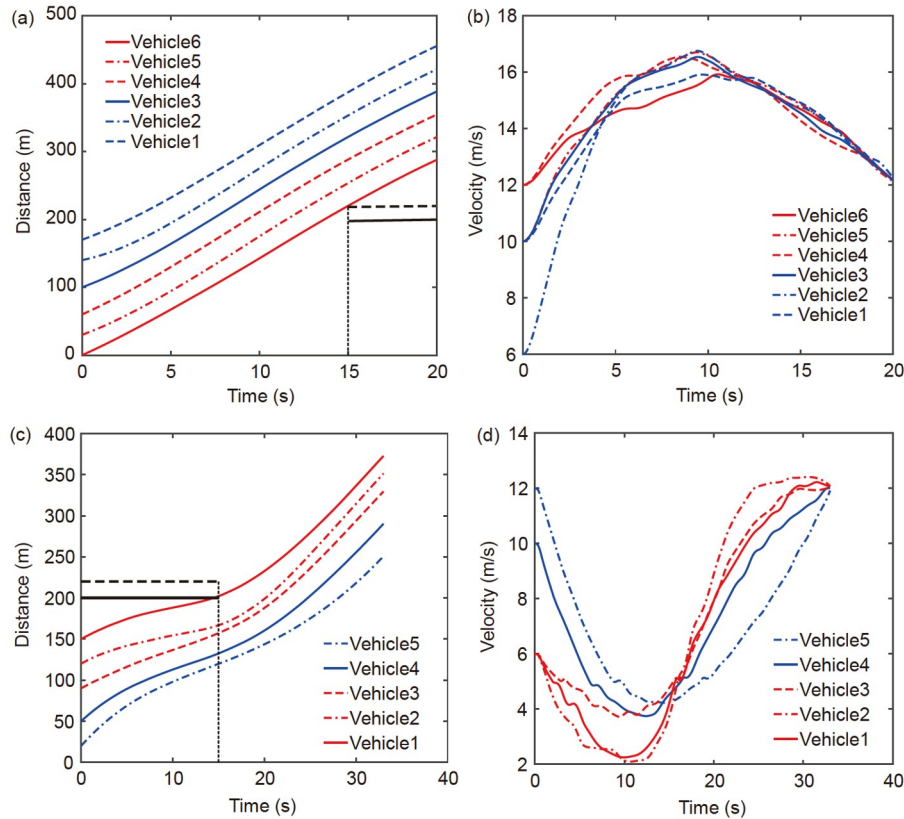 (a)
500
400
300
200
100
0
Distance (m)
Vehicle6
Vehicle5
Vehicle4
Vehicle3
Vehicle2
Vehicle1
0 5 10 15 20
Time (s)
(b)
18
16
14
12
10
8
6
Velocity (m/s)
Vehicle6
Vehicle5
Vehicle4
Vehicle3
Vehicle2
Vehicle1
0 5 10 15 20
Time (s)
(c)
400
350
300
250
200
150
100
50
0
Distance (m)
Vehicle5
Vehicle4
Vehicle3
Vehicle2
Vehicle1
0 10 20 30 40
Time (s)
(d)
14
12
10
8
6
4
2
Velocity (m/s)
Vehicle5
Vehicle4
Vehicle3
Vehicle2
Vehicle1
0 10 20 30 40
Time (s)